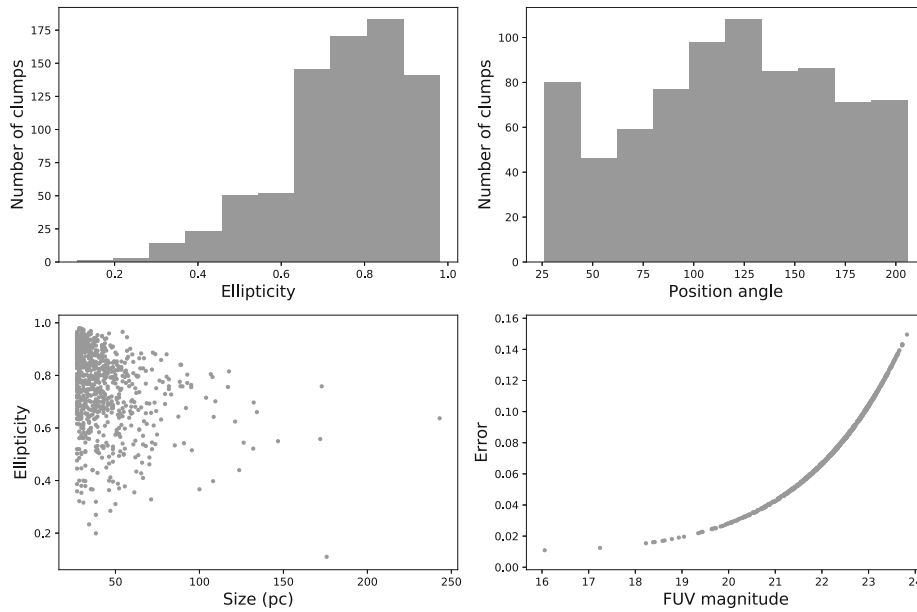 175
150
125
100
75
50
25
0
Number of clumps
0.2 0.4 0.6 0.8 1.0
Ellipticity
100
80
60
40
20
0
Number of clumps
25 50 75 100 125 150 175 200
Position angle
1.0
0.8
0.6
0.4
0.2
Ellipticity
50 100 150 200 250
Size (pc)
0.16
0.14
0.12
0.10
0.08
0.06
0.04
0.02
0.00
Error
16 17 18 19 20 21 22 23 24
FUV magnitude